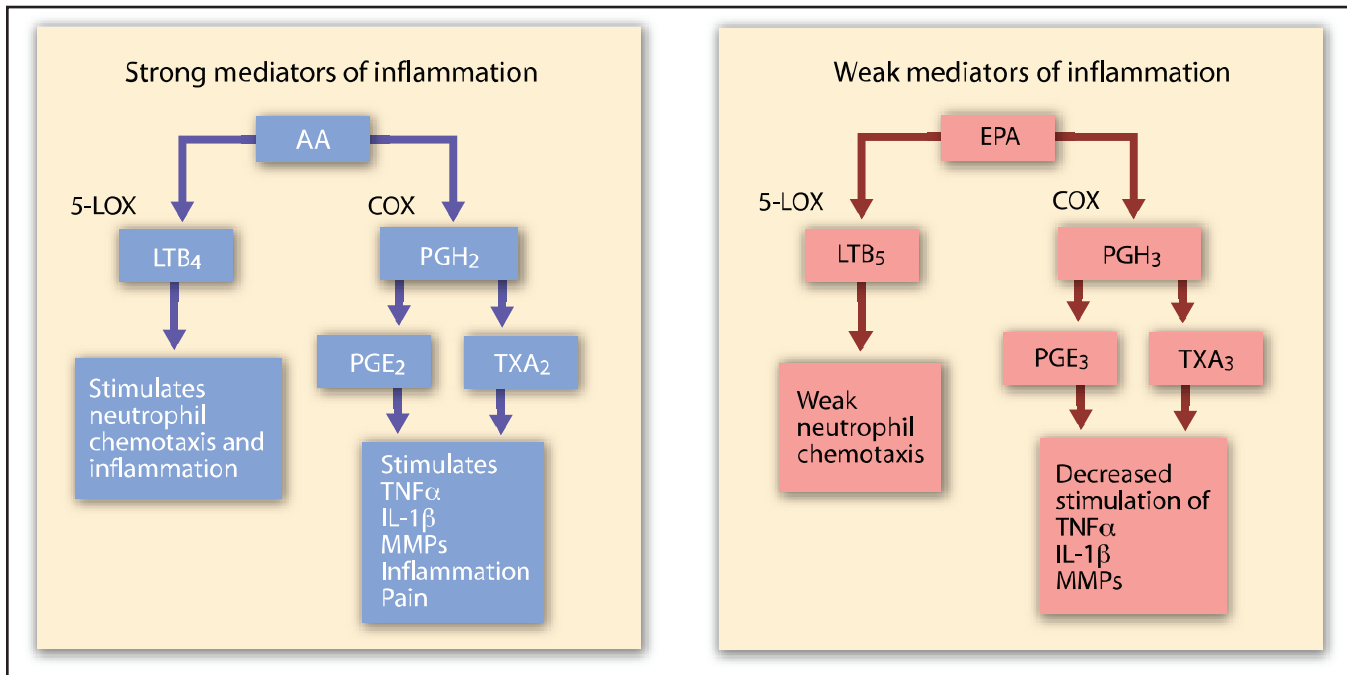 Strong mediators of inflammation
AA
5-LOX
COX
LTB4
PGH2
PGE2
TXA2
Stimulates
neutrophil
chemotaxis and
inflammation
Stimulates
TNFα
IL-1β
MMPs
Inflammation
Pain
Weak mediators of inflammation
EPA
5-LOX
COX
LTB5
PGH3
PGE3
TXA3
Weak
neutrophil
chemotaxis
Decreased
stimulation of
TNFα
IL-1β
MMPs